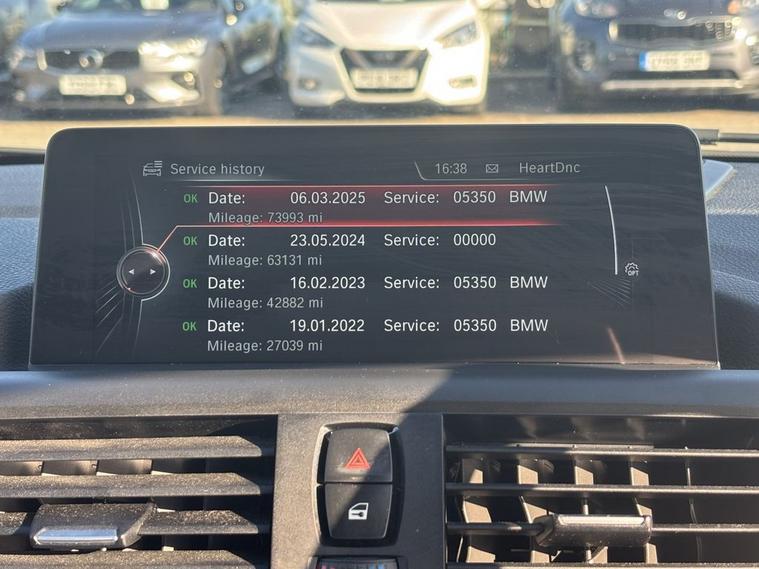 Service history 16:38 HeartDnc
OK Date: 06.03.2025 Service: 05350 BMW
Mileage: 73993 mi
OK Date: 23.05.2024 Service: 00000
Mileage: 63131 mi
OK Date: 16.02.2023 Service: 05350 BMW
Mileage: 42882 mi
OK Date: 19.01.2022 Service: 05350 BMW
Mileage: 27039 mi
OPT